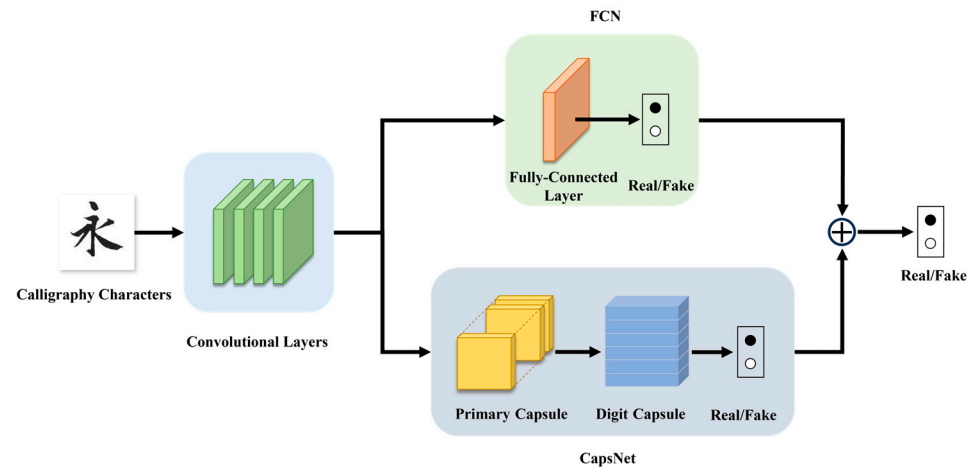 FCN
Fully-Connected
Layer
Real/Fake
永
Calligraphy Characters
Convolutional Layers
Real/Fake
Primary Capsule
Digit Capsule
Real/Fake
CapsNet